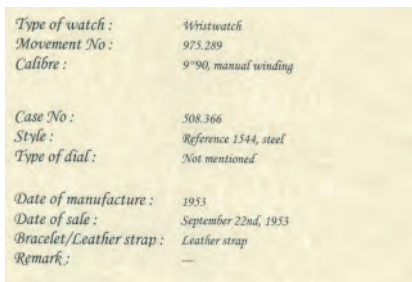 Type of watch : Wristwatch
Movement No : 975.289
Calibre : 9'''90, manual winding
Case No : 508.366
Style : Reference 1544, steel
Type of dial : Not mentioned
Date of manufacture : 1953
Date of sale : September 22nd, 1953
Bracelet/Leather strap : Leather strap
Remark : ---